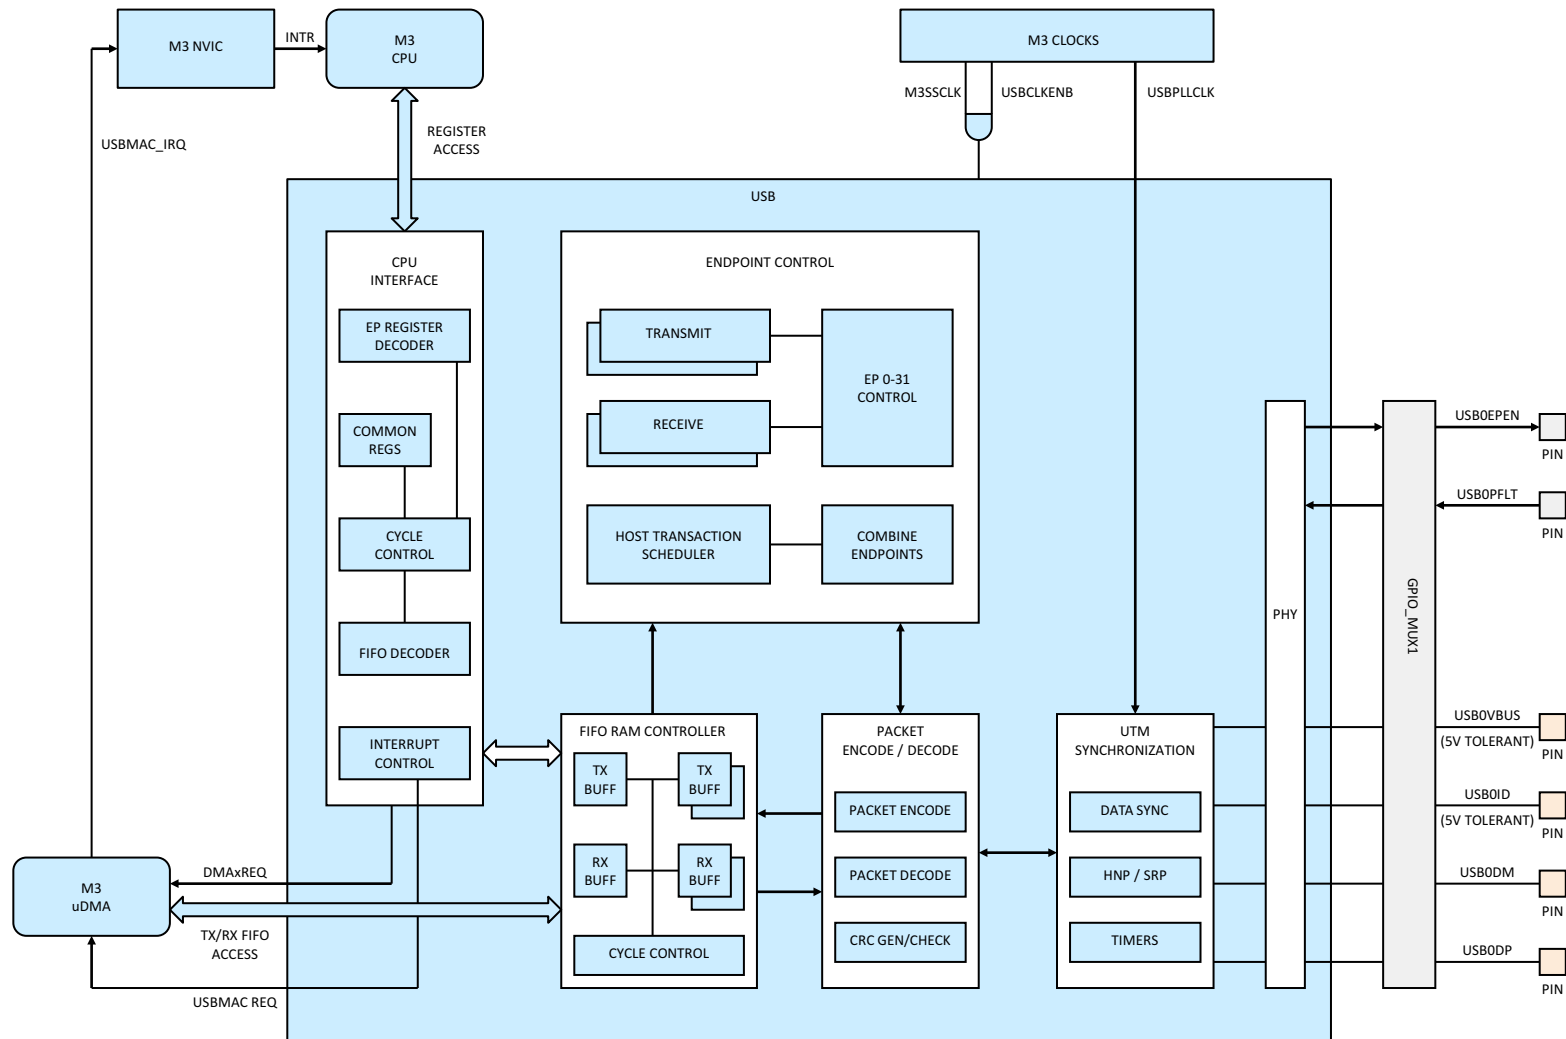 M3 NVIC
INTR
M3
CPU
M3 CLOCKS
M3SSCLK
USBCLKENB
USBPLLCLK
USBMAC_IRQ
REGISTER
ACCESS
USB
CPU
INTERFACE
EP REGISTER
DECODER
COMMON
REGS
CYCLE
CONTROL
FIFO DECODER
INTERRUPT
CONTROL
ENDPOINT CONTROL
TRANSMIT
RECEIVE
EP 0-31
CONTROL
HOST TRANSACTION
SCHEDULER
COMBINE
ENDPOINTS
FIFO RAM CONTROLLER
TX
BUFF
TX
BUFF
RX
BUFF
RX
BUFF
CYCLE CONTROL
PACKET
ENCODE / DECODE
PACKET ENCODE
PACKET DECODE
CRC GEN/CHECK
UTM
SYNCHRONIZATION
DATA SYNC
HNP / SRP
TIMERS
PHY
GPIO_MUX1
USB0EPEN
PIN
USB0PFLT
PIN
USB0VBUS
(5V TOLERANT)
PIN
USB0ID
(5V TOLERANT)
PIN
USB0DM
PIN
USB0DP
PIN
M3
uDMA
DMAxREQ
TX/RX FIFO
ACCESS
USBMAC REQ